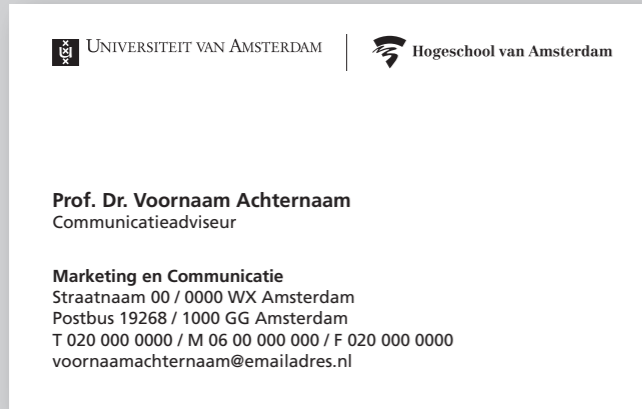 UNIVERSITEIT VAN AMSTERDAM
Hogeschool van Amsterdam
Prof. Dr. Voornaam Achternaam
Communicatieadviseur
Marketing en Communicatie
Straatnaam 00 / 0000 WX Amsterdam
Postbus 19268 / 1000 GG Amsterdam
T 020 000 0000 / M 06 00 000 000 / F 020 000 0000
voornaamachternaam@emailadres.nl